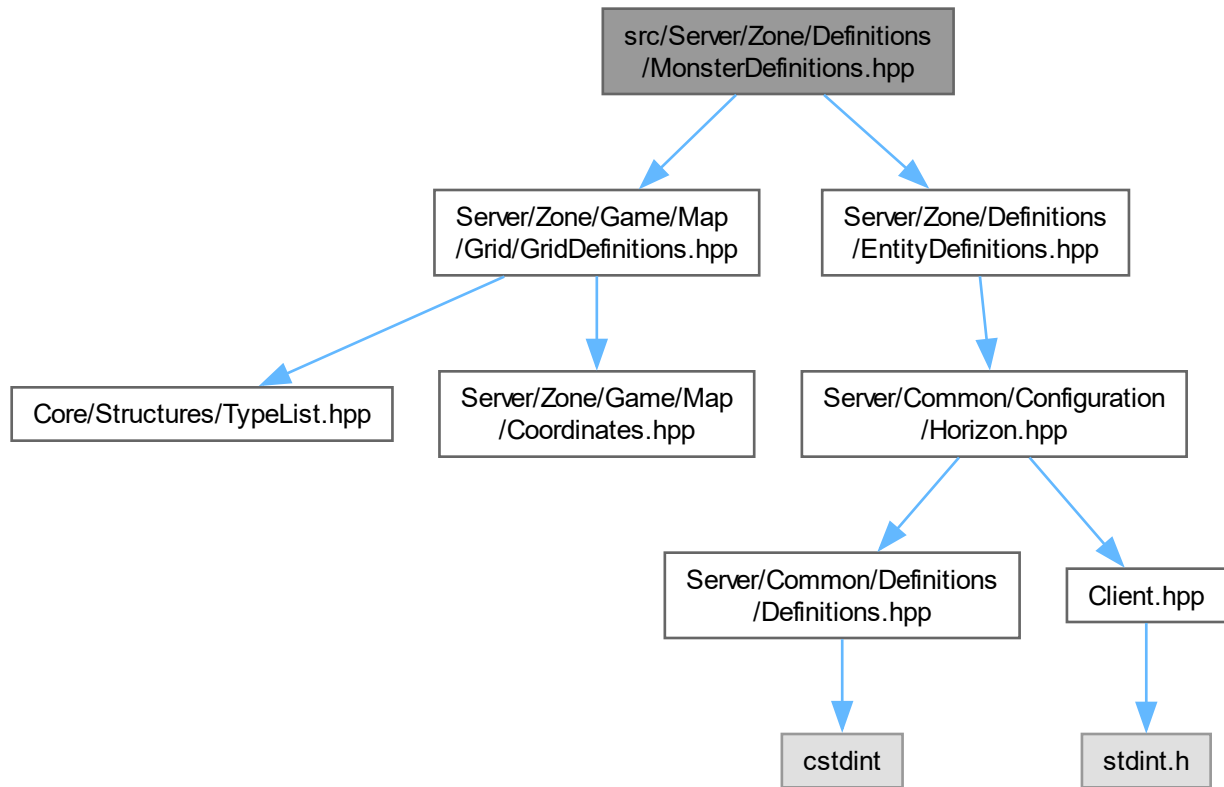 src/Server/Zone/Definitions
/MonsterDefinitions.hpp
Server/Zone/Game/Map
/Grid/GridDefinitions.hpp
Server/Zone/Definitions
/EntityDefinitions.hpp
Core/Structures/TypeList.hpp
Server/Zone/Game/Map
/Coordinates.hpp
Server/Common/Configuration
/Horizon.hpp
Server/Common/Definitions
/Definitions.hpp
Client.hpp
cstdint
stdint.h